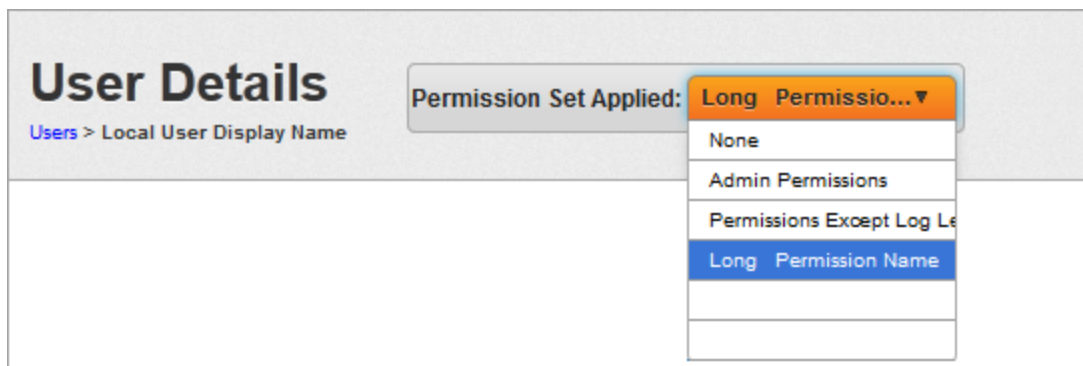 User Details
Users > Local User Display Name
Permission Set Applied: Long   Permissio...▼
None
Admin Permissions
Permissions Except Log Le
Long   Permission Name